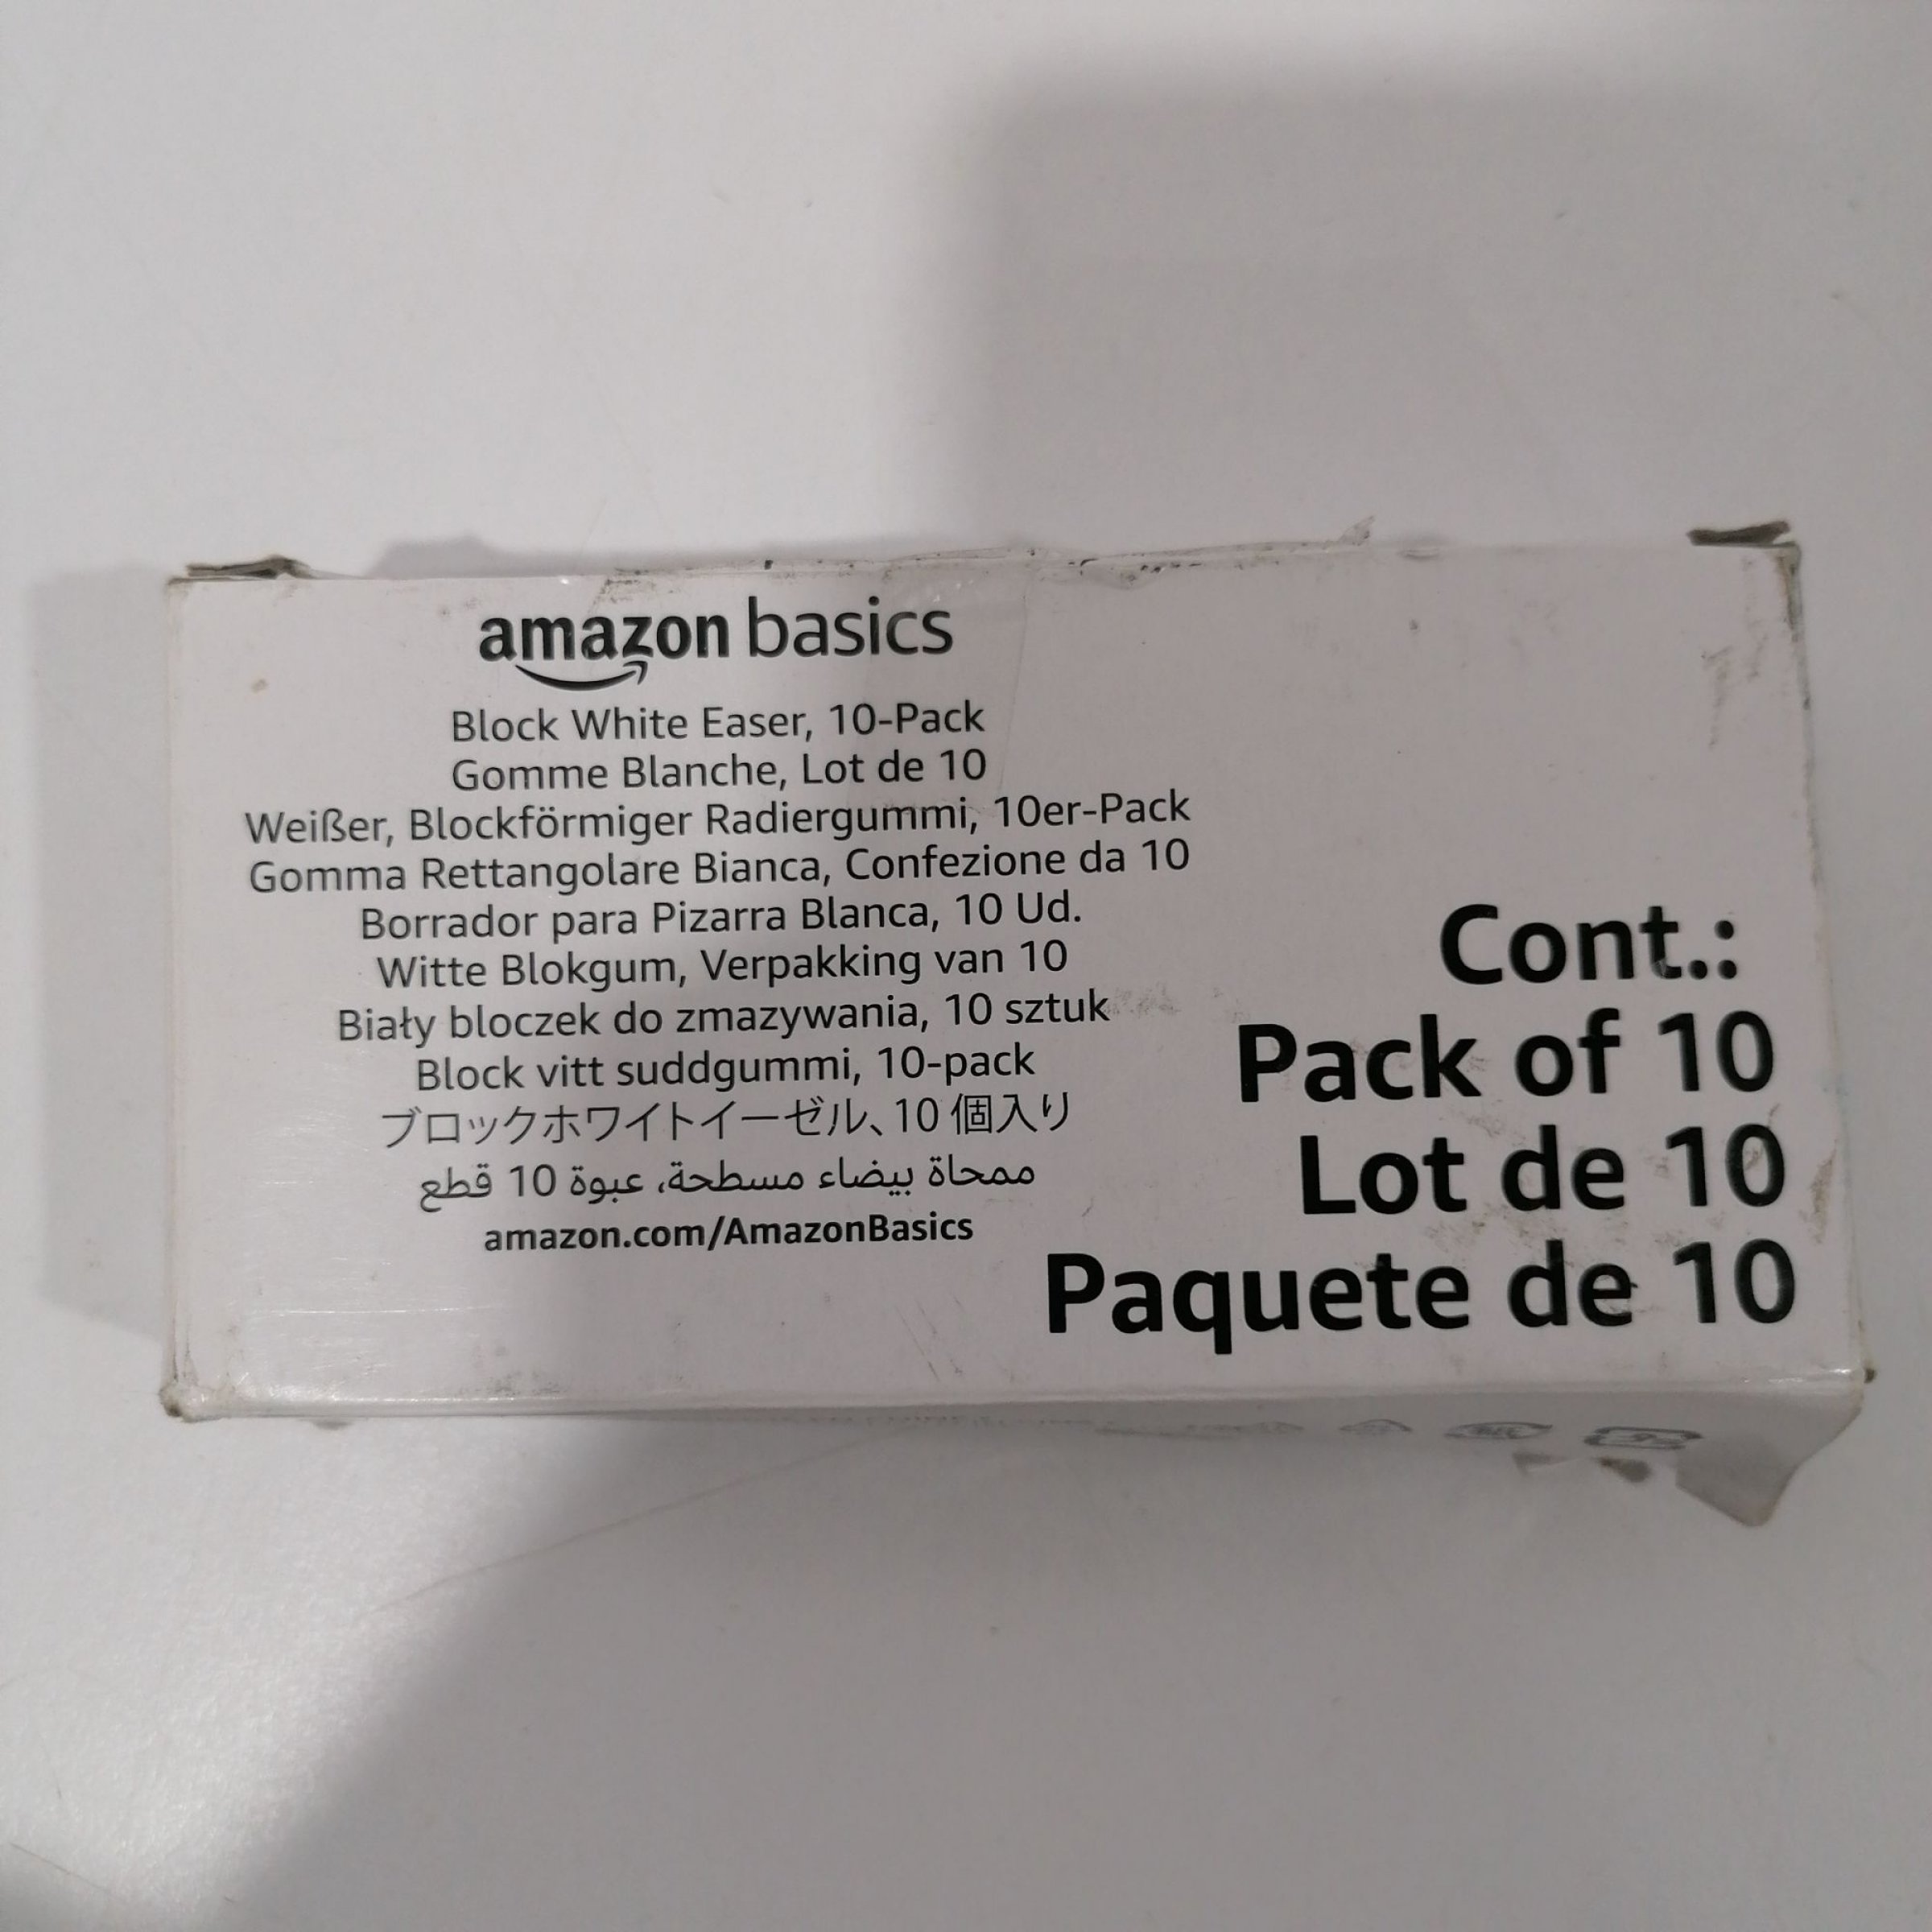 amazon basics
Block White Easer, 10-Pack
Gomme Blanche, Lot de 10
Weißer, Blockförmiger Radiergummi, 10er-Pack
Gomma Rettangolare Bianca, Confezione da 10
Borrador para Pizarra Blanca, 10 Ud.
Witte Blokgum, Verpakking van 10
Biały bloczek do zmazywania, 10 sztuk
Block vitt suddgummi, 10-pack
ブロックホワイトイーゼル、10 個入り
ممحاة بيضاء مسطحة، عبوة 10 قطع
amazon.com/AmazonBasics
Cont.:
Pack of 10
Lot de 10
Paquete de 10